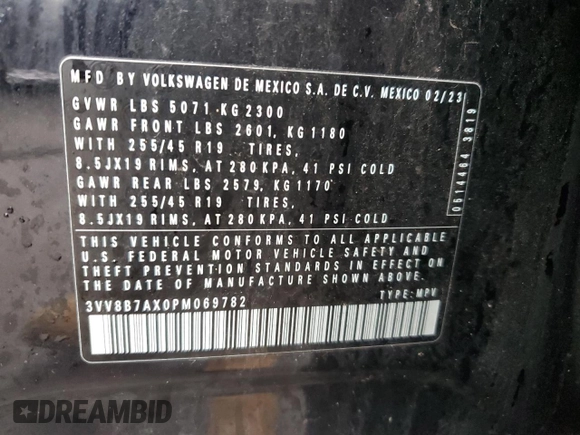 MFD BY VOLKSWAGEN DE MEXICO S.A. DE C.V. MEXICO 02/23
GVWR LBS 5071 KG 2300
GAWR FRONT LBS 2601, KG 1180
WITH 255/45 R19 TIRES,
8.5JX19 RIMS, AT 280 KPA, 41 PSI COLD
GAWR REAR LBS 2579, KG 1170
WITH 255/45 R19 TIRES,
8.5JX19 RIMS, AT 280 KPA, 41 PSI COLD
0514464 3819
THIS VEHICLE CONFORMS TO ALL APPLICABLE
U.S. FEDERAL MOTOR VEHICLE SAFETY AND
THEFT PREVENTION STANDARDS IN EFFECT ON
THE DATE OF MANUFACTURE SHOWN ABOVE.
3VV8B7AX0PM069782 TYPE: MPV
DREAMBID